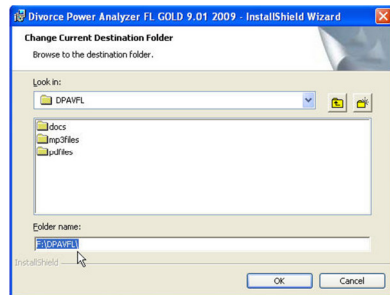 Divorce Power Analyzer FL GOLD 9.01 2009 - InstallShield Wizard
Change Current Destination Folder
Browse to the destination folder.
Look in:
DPAVFL
docs
mp3files
pdfiles
Folder name:
F:\DPAVFL\
InstallShield
OK Cancel